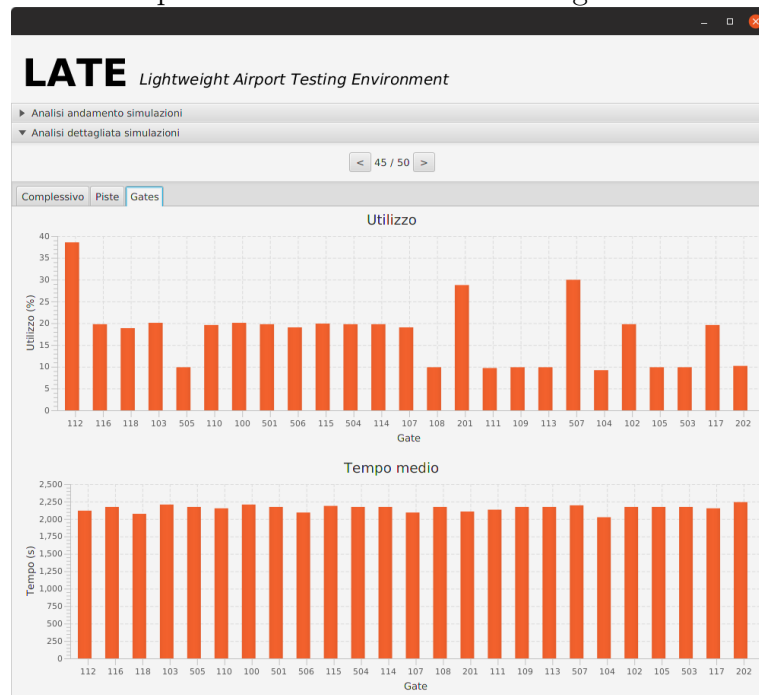 LATE Lightweight Airport Testing Environment
Analisi andamento simulazioni
Analisi dettagliata simulazioni
< 45 / 50 >
Complessivo Piste Gates
Utilizzo
40
35
30
25
20
15
10
5
0
Utilizzo (%)
112 116 118 103 505 110 100 501 506 115 504 114 107 108 201 111 109 113 507 104 102 105 503 117 202
Gate
Tempo medio
2,500
2,250
2,000
1,750
1,500
1,250
1,000
750
500
250
0
Tempo (s)
112 116 118 103 505 110 100 501 506 115 504 114 107 108 201 111 109 113 507 104 102 105 503 117 202
Gate